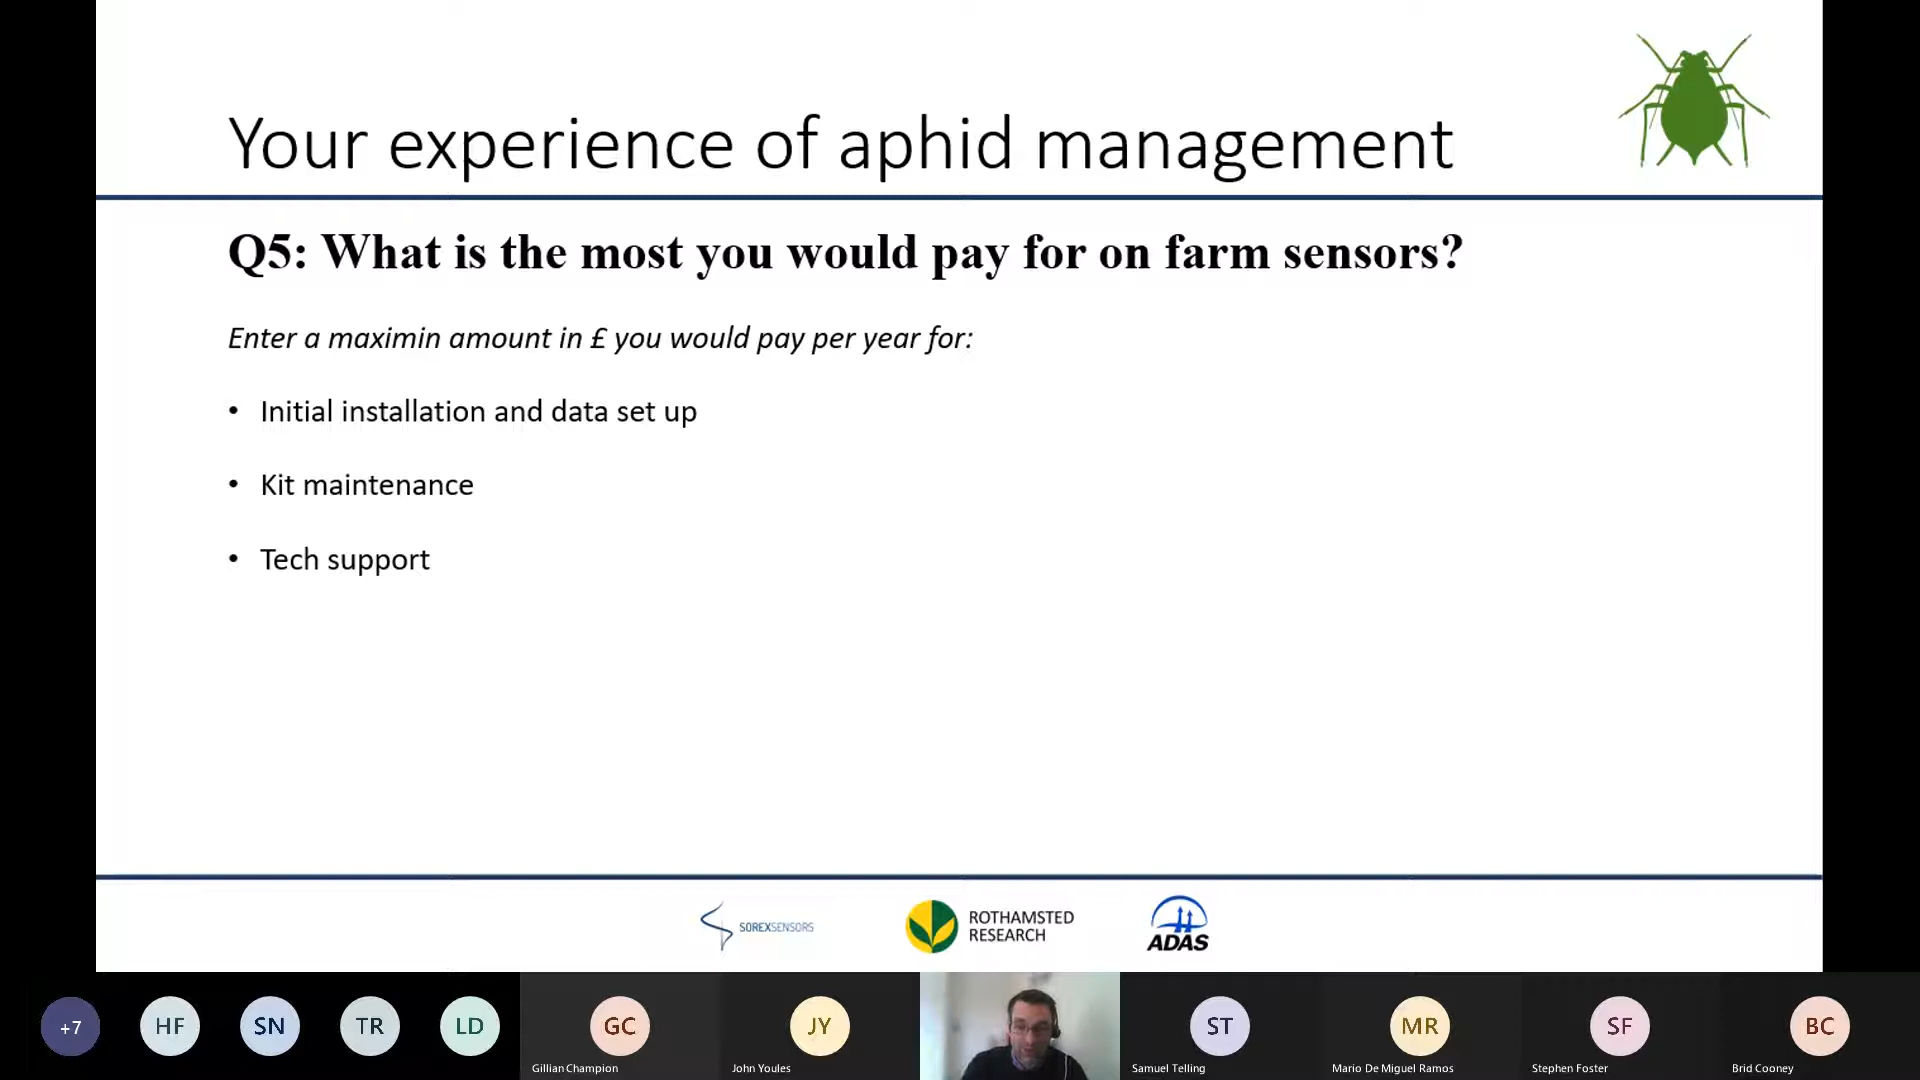 Your experience of aphid management
Q5: What is the most you would pay for on farm sensors?
Enter a maximin amount in £ you would pay per year for:
• Initial installation and data set up
• Kit maintenance
• Tech support
SOREXSENSORS
ROTHAMSTED
RESEARCH
ADAS
+7
HF
SN
TR
LD
GC
JY
ST
MR
SF
BC
Gillian Champion
John Youles
Samuel Telling
Mario De Miguel Ramos
Stephen Foster
Brid Cooney